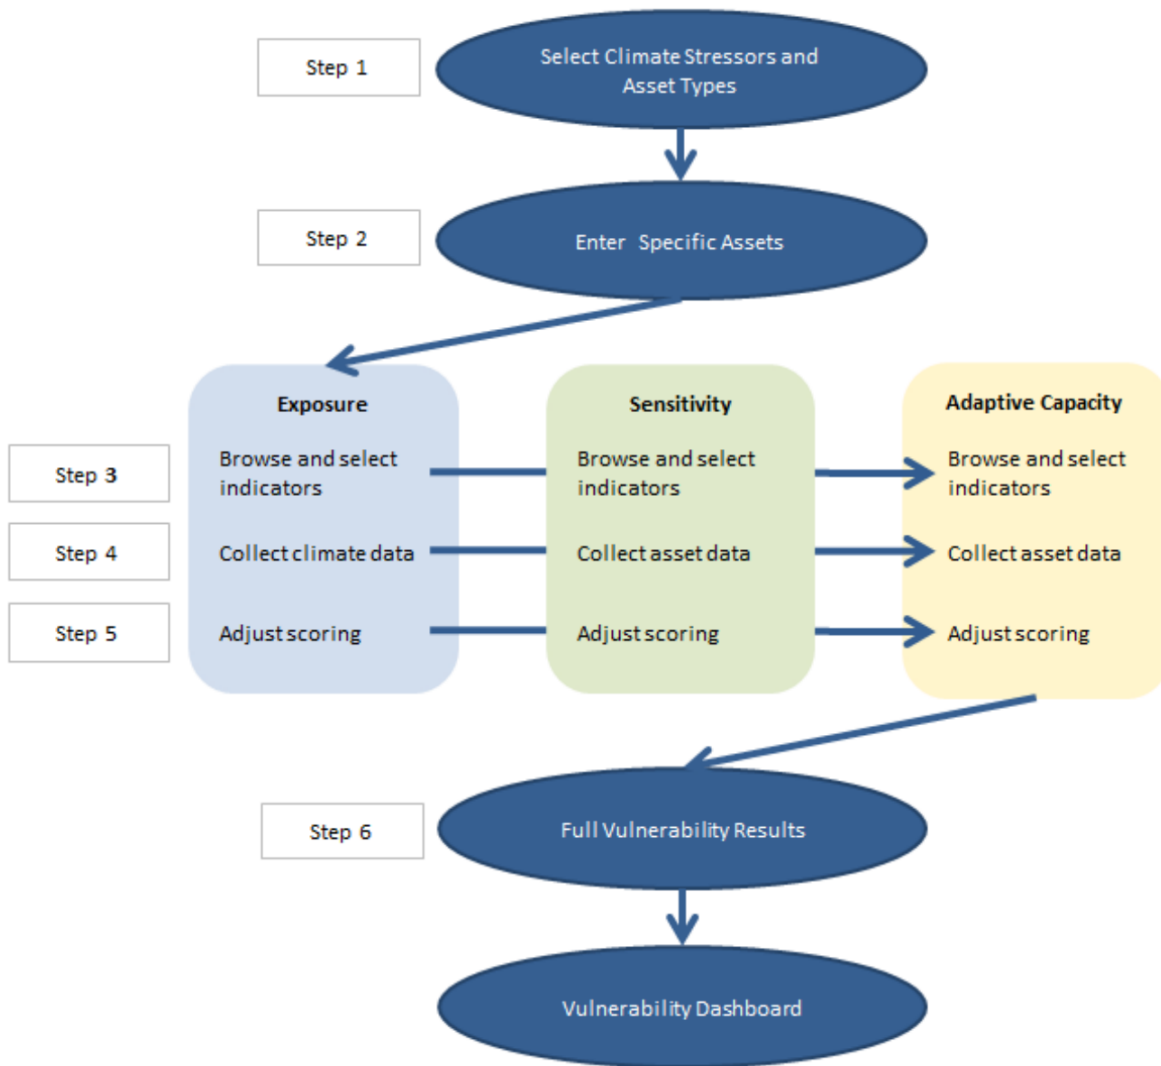 Step 1
Select Climate Stressors and
Asset Types
Step 2
Enter Specific Assets
Exposure
Sensitivity
Adaptive Capacity
Step 3
Browse and select
indicators
Browse and select
indicators
Browse and select
indicators
Step 4
Collect climate data
Collect asset data
Collect asset data
Step 5
Adjust scoring
Adjust scoring
Adjust scoring
Step 6
Full Vulnerability Results
Vulnerability Dashboard